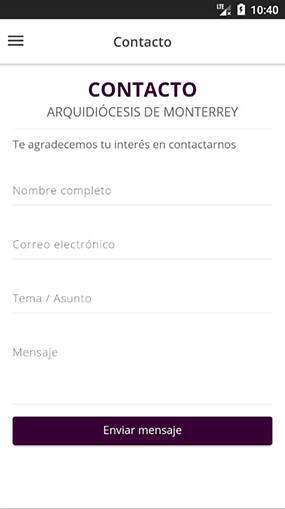 LTE 10:40
Contacto
CONTACTO
ARQUIDIÓCESIS DE MONTERREY
Te agradecemos tu interés en contactarnos
Nombre completo
Correo electrónico
Tema / Asunto
Mensaje
Enviar mensaje